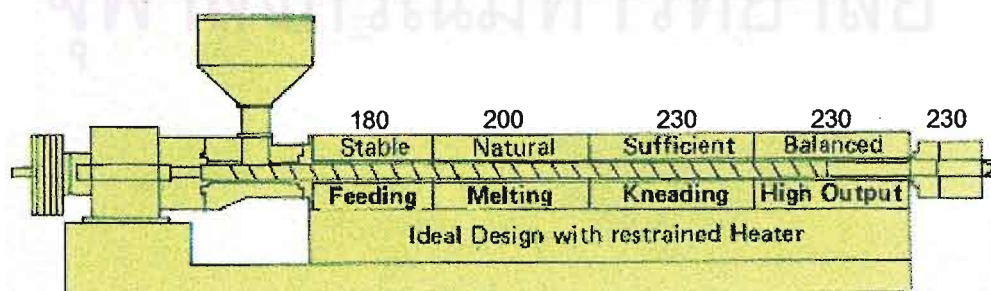 180 200 230 230 230
Stable Natural Sufficient Balanced
Feeding Melting Kneading High Output
Ideal Design with restrained Heater